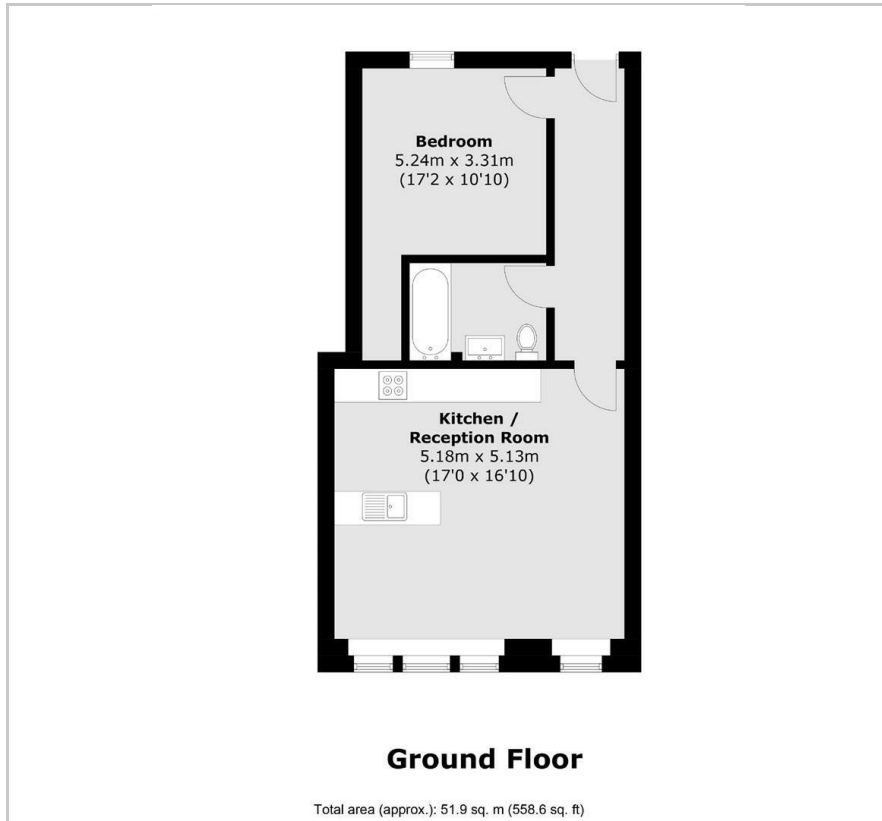 Bedroom
5.24m x 3.31m
(17'2 x 10'10)
Kitchen /
Reception Room
5.18m x 5.13m
(17'0 x 16'10)
Ground Floor
Total area (approx.): 51.9 sq. m (558.6 sq. ft)